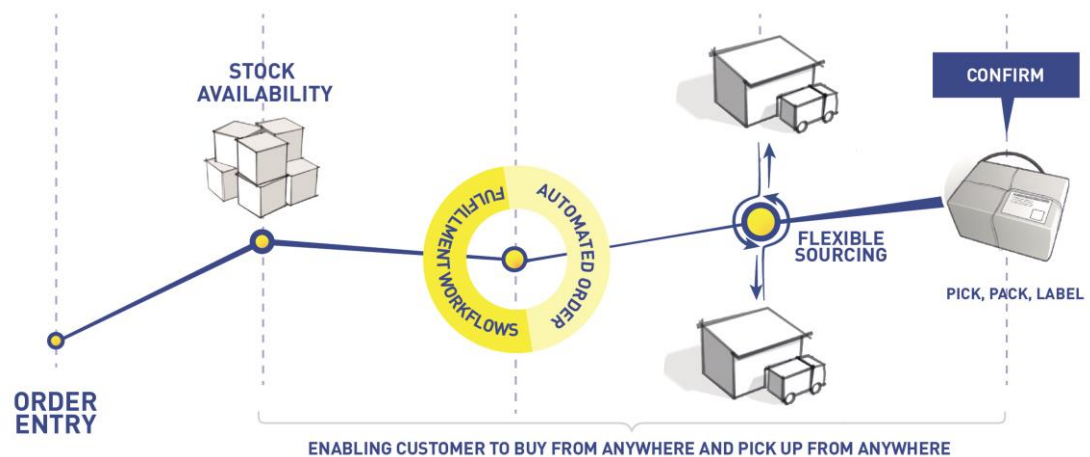 STOCK
AVAILABILITY
CONFIRM
FULFILLMENT WORKFLOWS
AUTOMATED ORDER
FLEXIBLE
SOURCING
PICK, PACK, LABEL
ORDER
ENTRY
ENABLING CUSTOMER TO BUY FROM ANYWHERE AND PICK UP FROM ANYWHERE